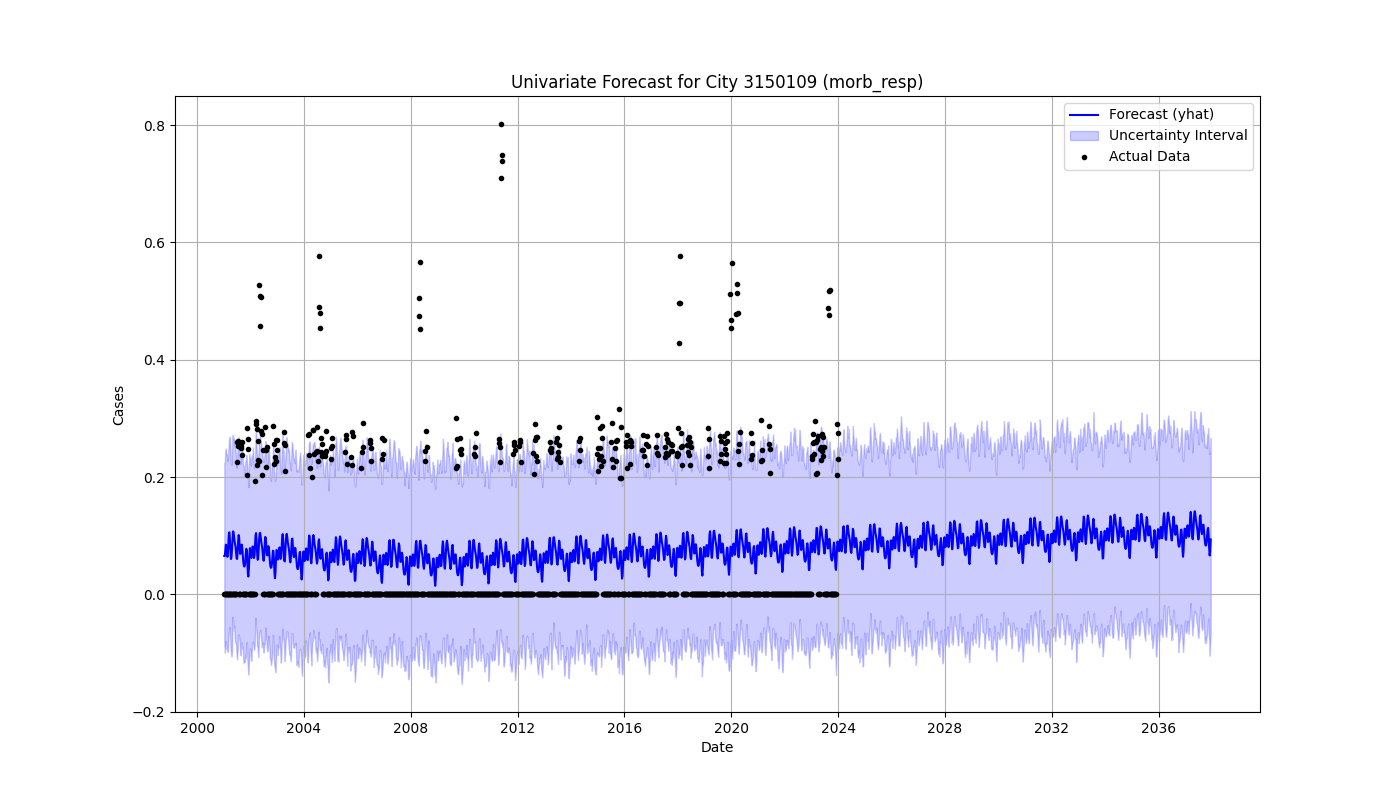 Univariate Forecast for City 3150109 (morb_resp)
Forecast (yhat)
Uncertainty Interval
Actual Data
Cases
0.8
0.6
0.4
0.2
0.0
−0.2
2000 2004 2008 2012 2016 2020 2024 2028 2032 2036
Date